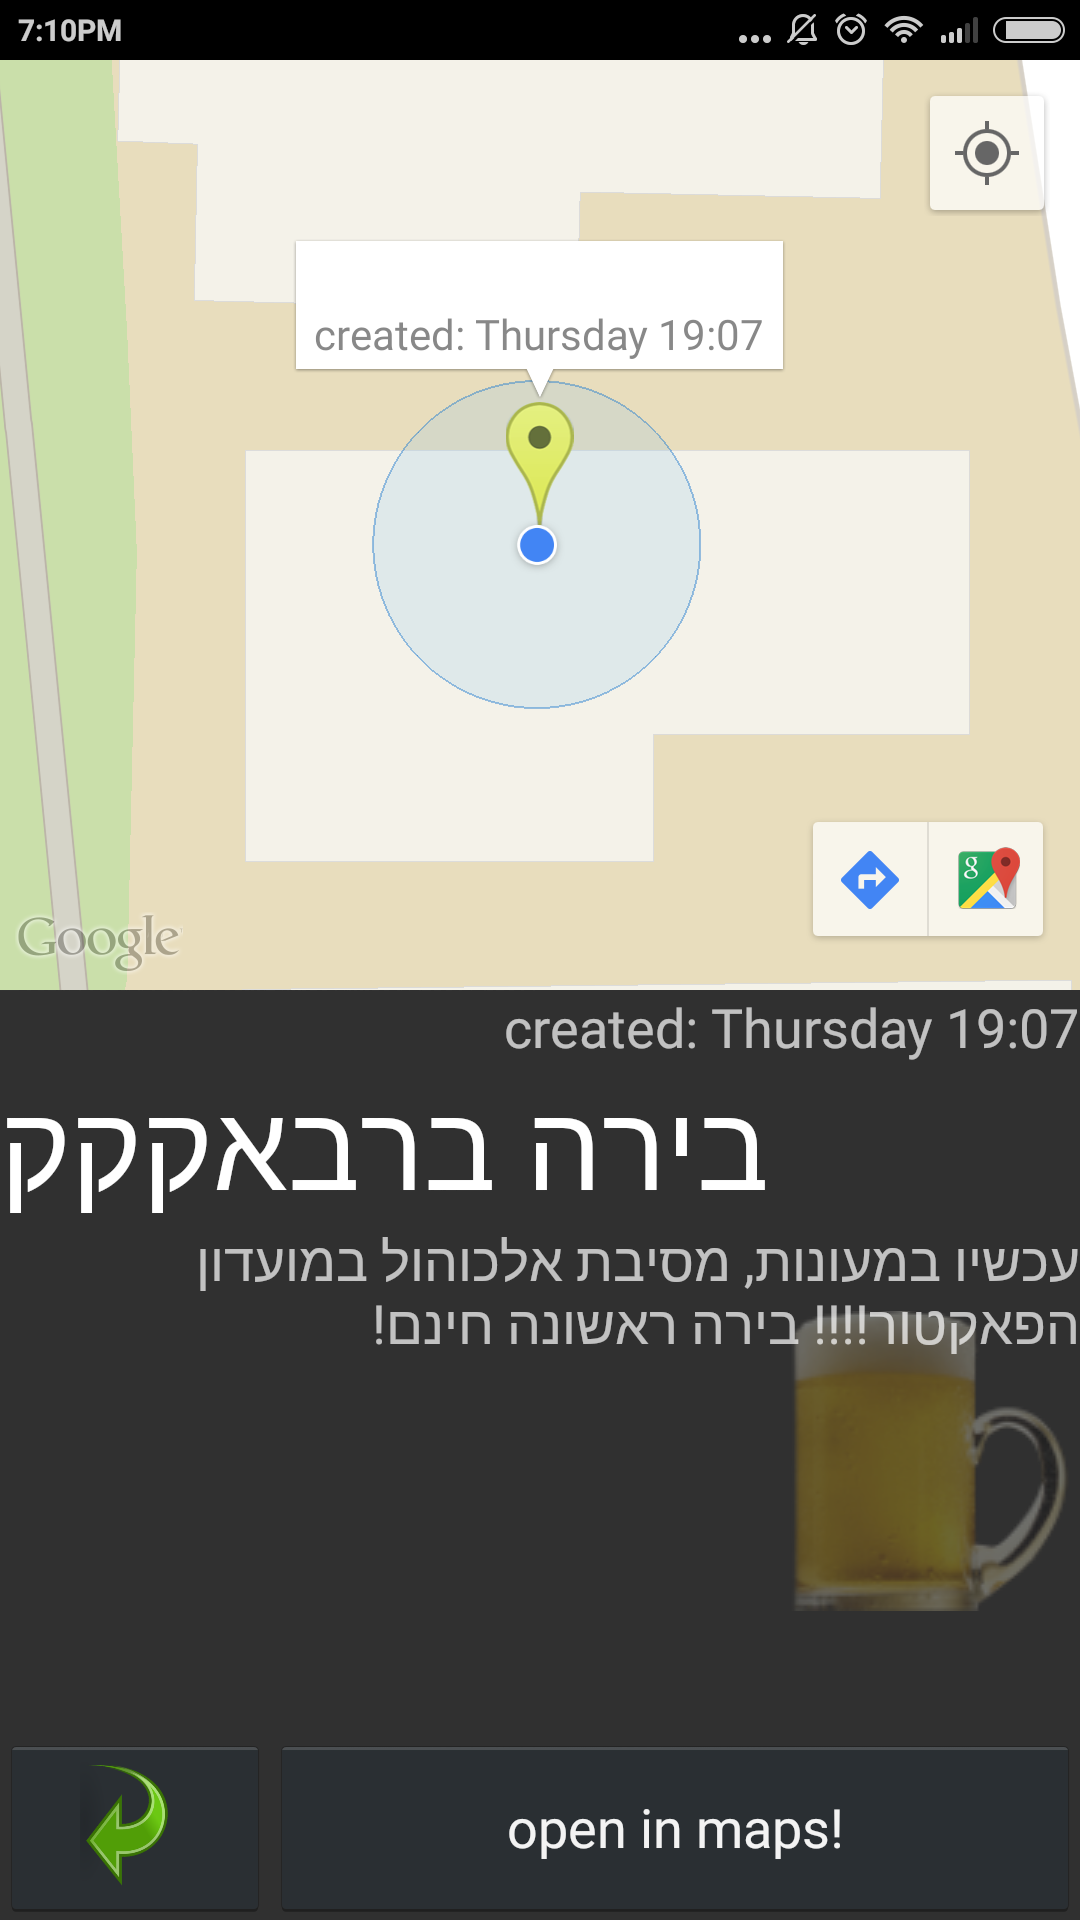 7:10PM
created: Thursday 19:07
Google
created: Thursday 19:07
בירה ברבאקקק
עכשיו במעונות, מסיבת אלכוהול במועדון
הפאקטור!!!! בירה ראשונה חינם!
open in maps!